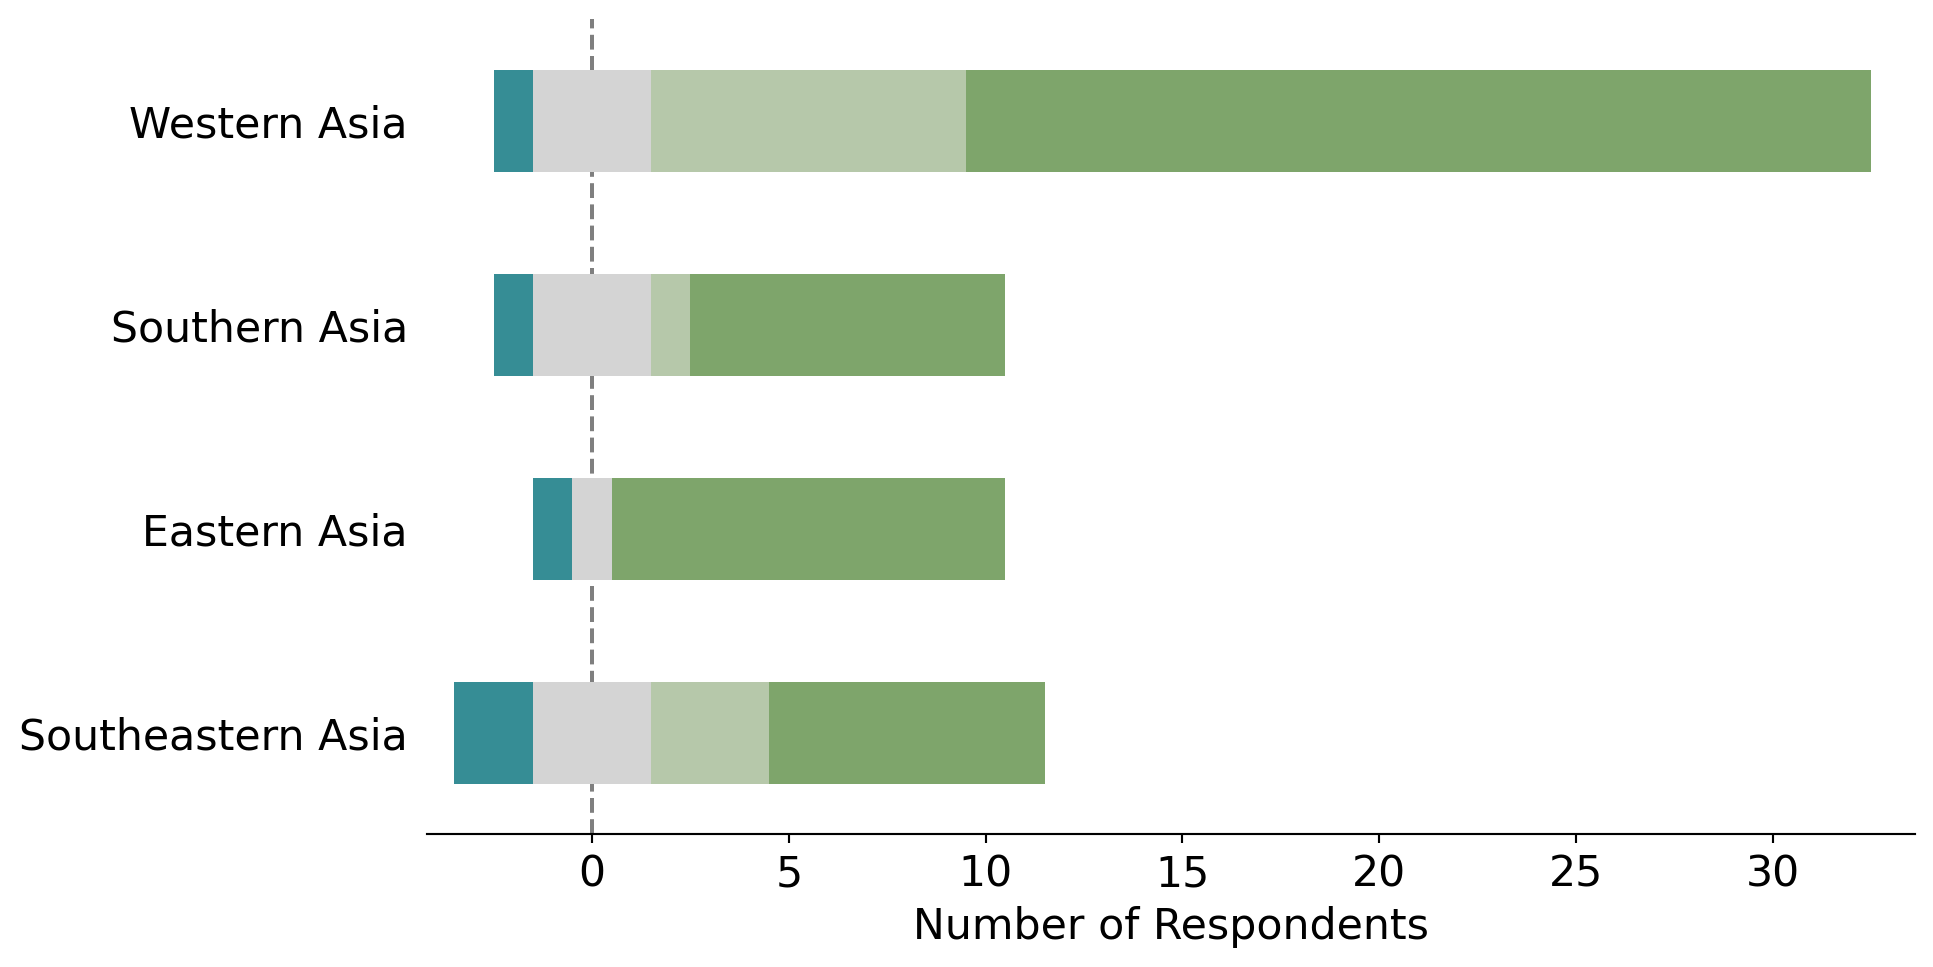 Western Asia
Southern Asia
Eastern Asia
Southeastern Asia
0 5 10 15 20 25 30
Number of Respondents